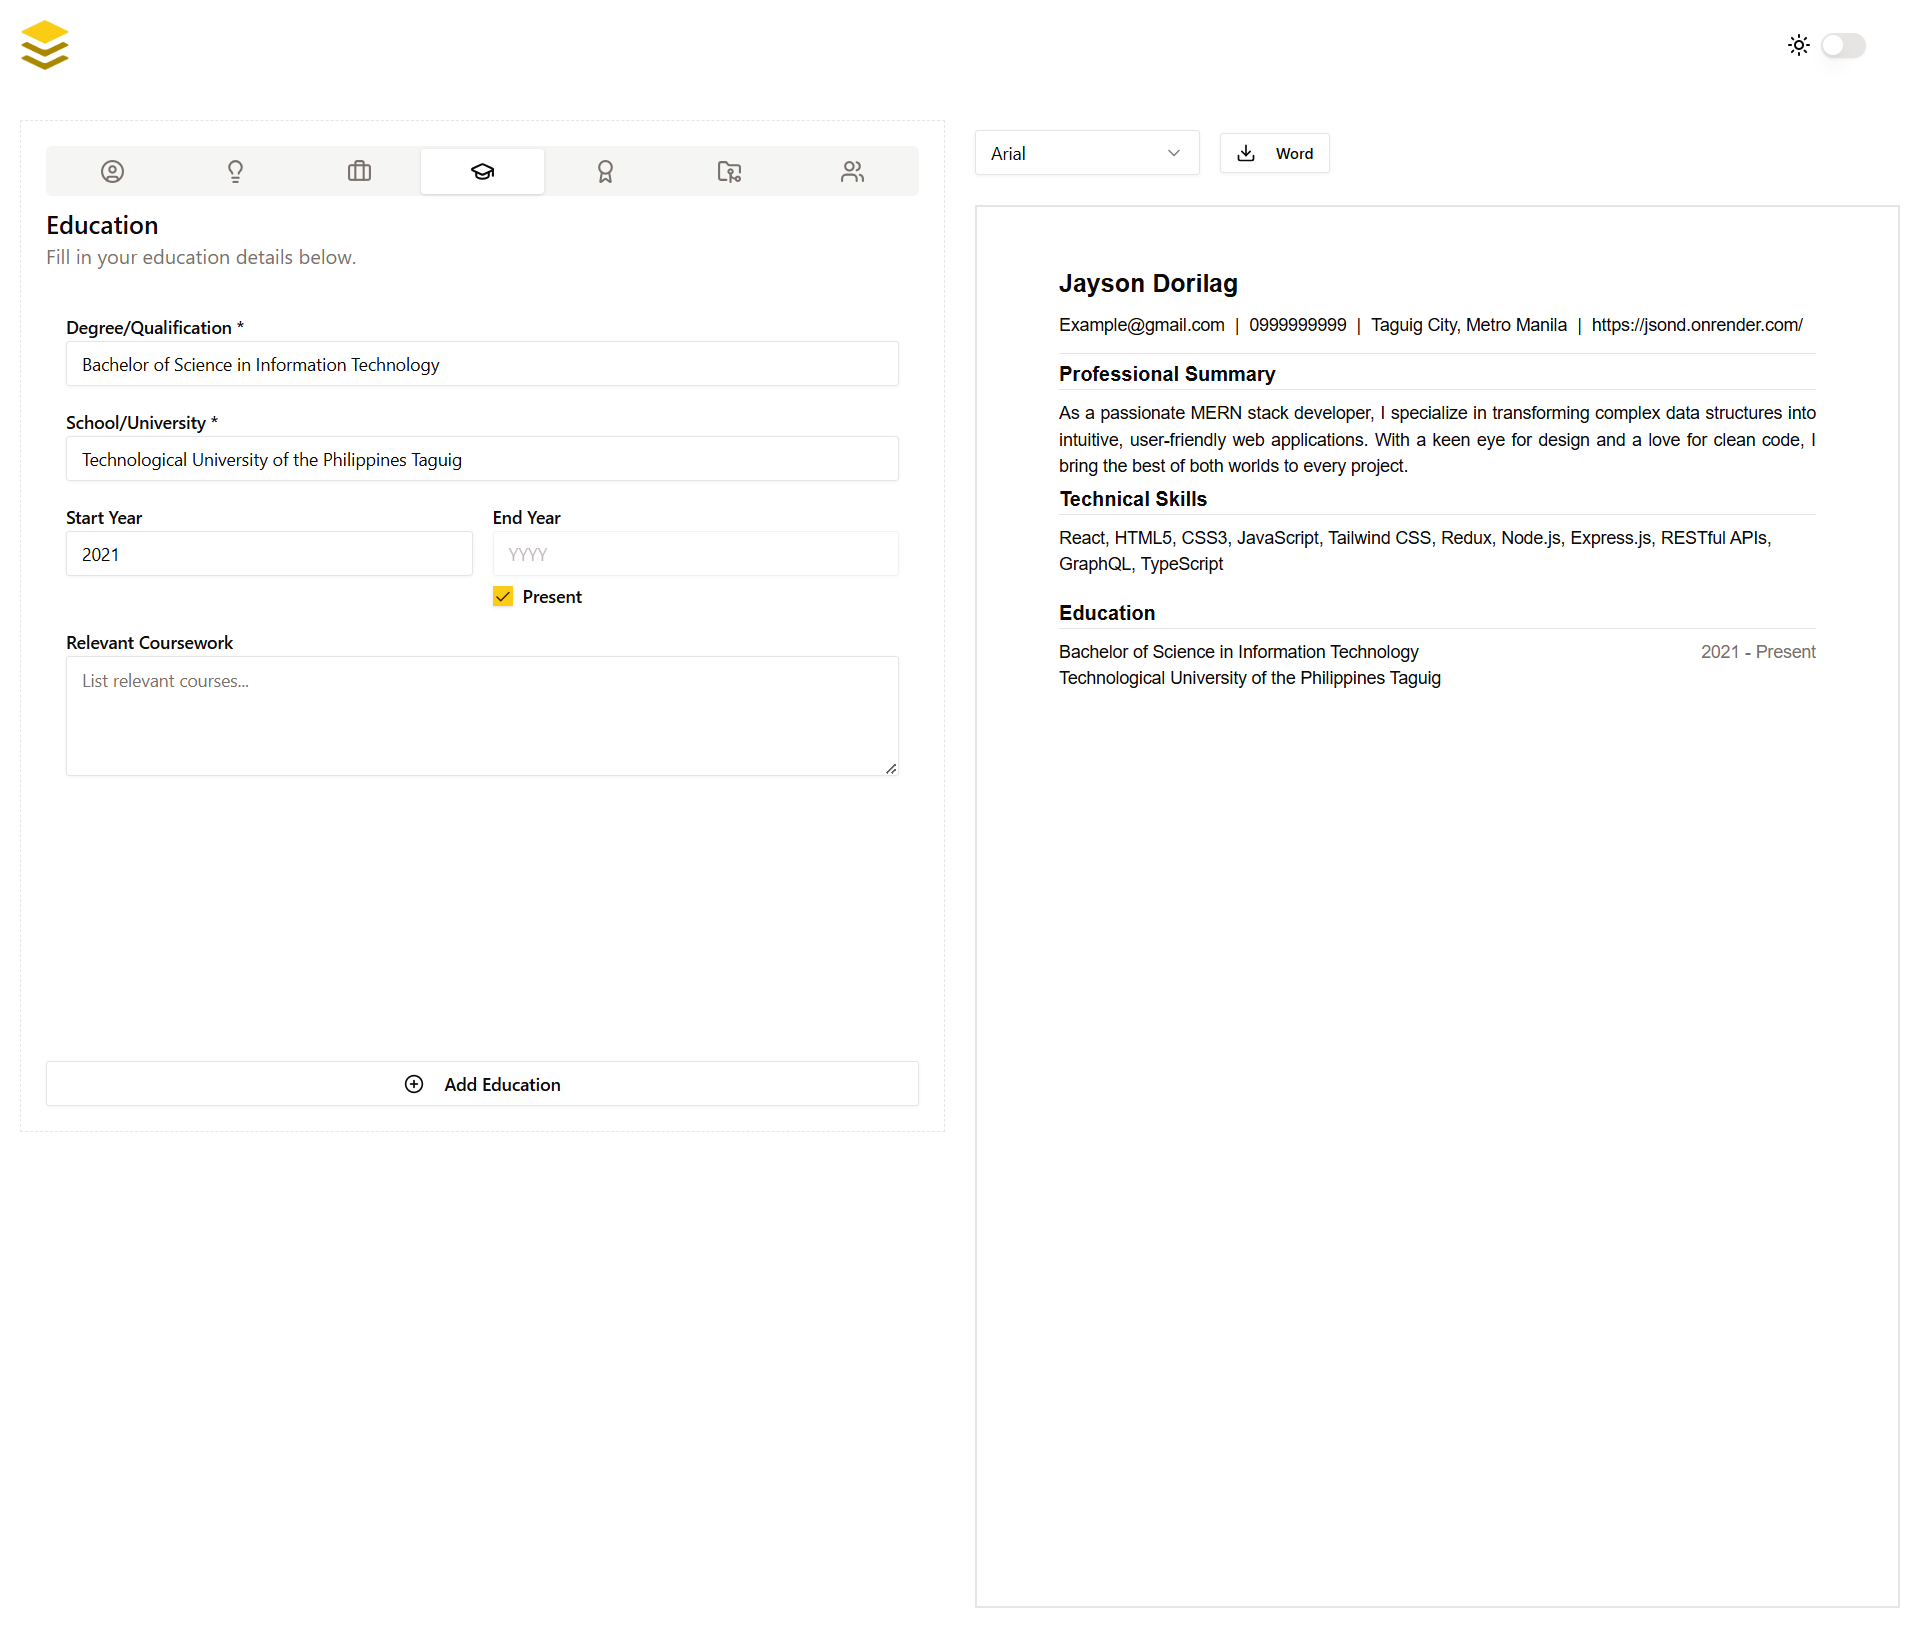 Education
Fill in your education details below.
Degree/Qualification *
Bachelor of Science in Information Technology
School/University *
Technological University of the Philippines Taguig
Start Year
End Year
2021
YYYY
Present
Relevant Coursework
List relevant courses...
Add Education
Arial
Word
Jayson Dorilag
Example@gmail.com | 0999999999 | Taguig City, Metro Manila | https://jsond.onrender.com/
Professional Summary
As a passionate MERN stack developer, I specialize in transforming complex data structures into
intuitive, user-friendly web applications. With a keen eye for design and a love for clean code, I
bring the best of both worlds to every project.
Technical Skills
React, HTML5, CSS3, JavaScript, Tailwind CSS, Redux, Node.js, Express.js, RESTful APIs,
GraphQL, TypeScript
Education
Bachelor of Science in Information Technology 2021 - Present
Technological University of the Philippines Taguig